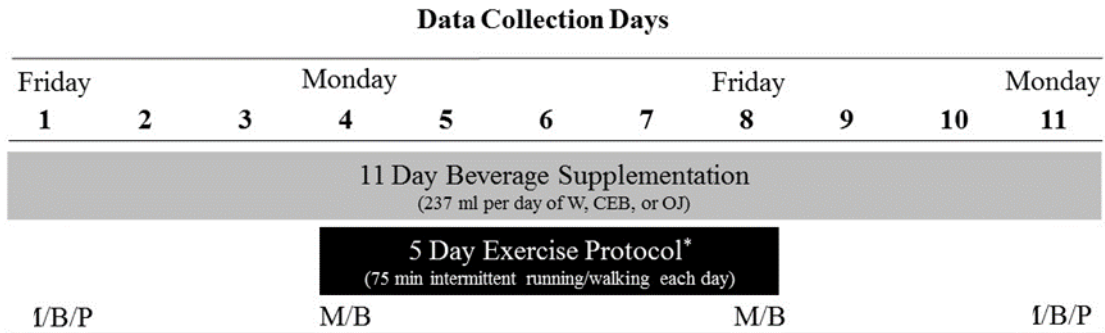 Data Collection Days
Friday Monday Friday Monday
1 2 3 4 5 6 7 8 9 10 11
11 Day Beverage Supplementation
(237 ml per day of W, CEB, or OJ)
5 Day Exercise Protocol*
(75 min intermittent running/walking each day)
/B/P M/B M/B /B/P